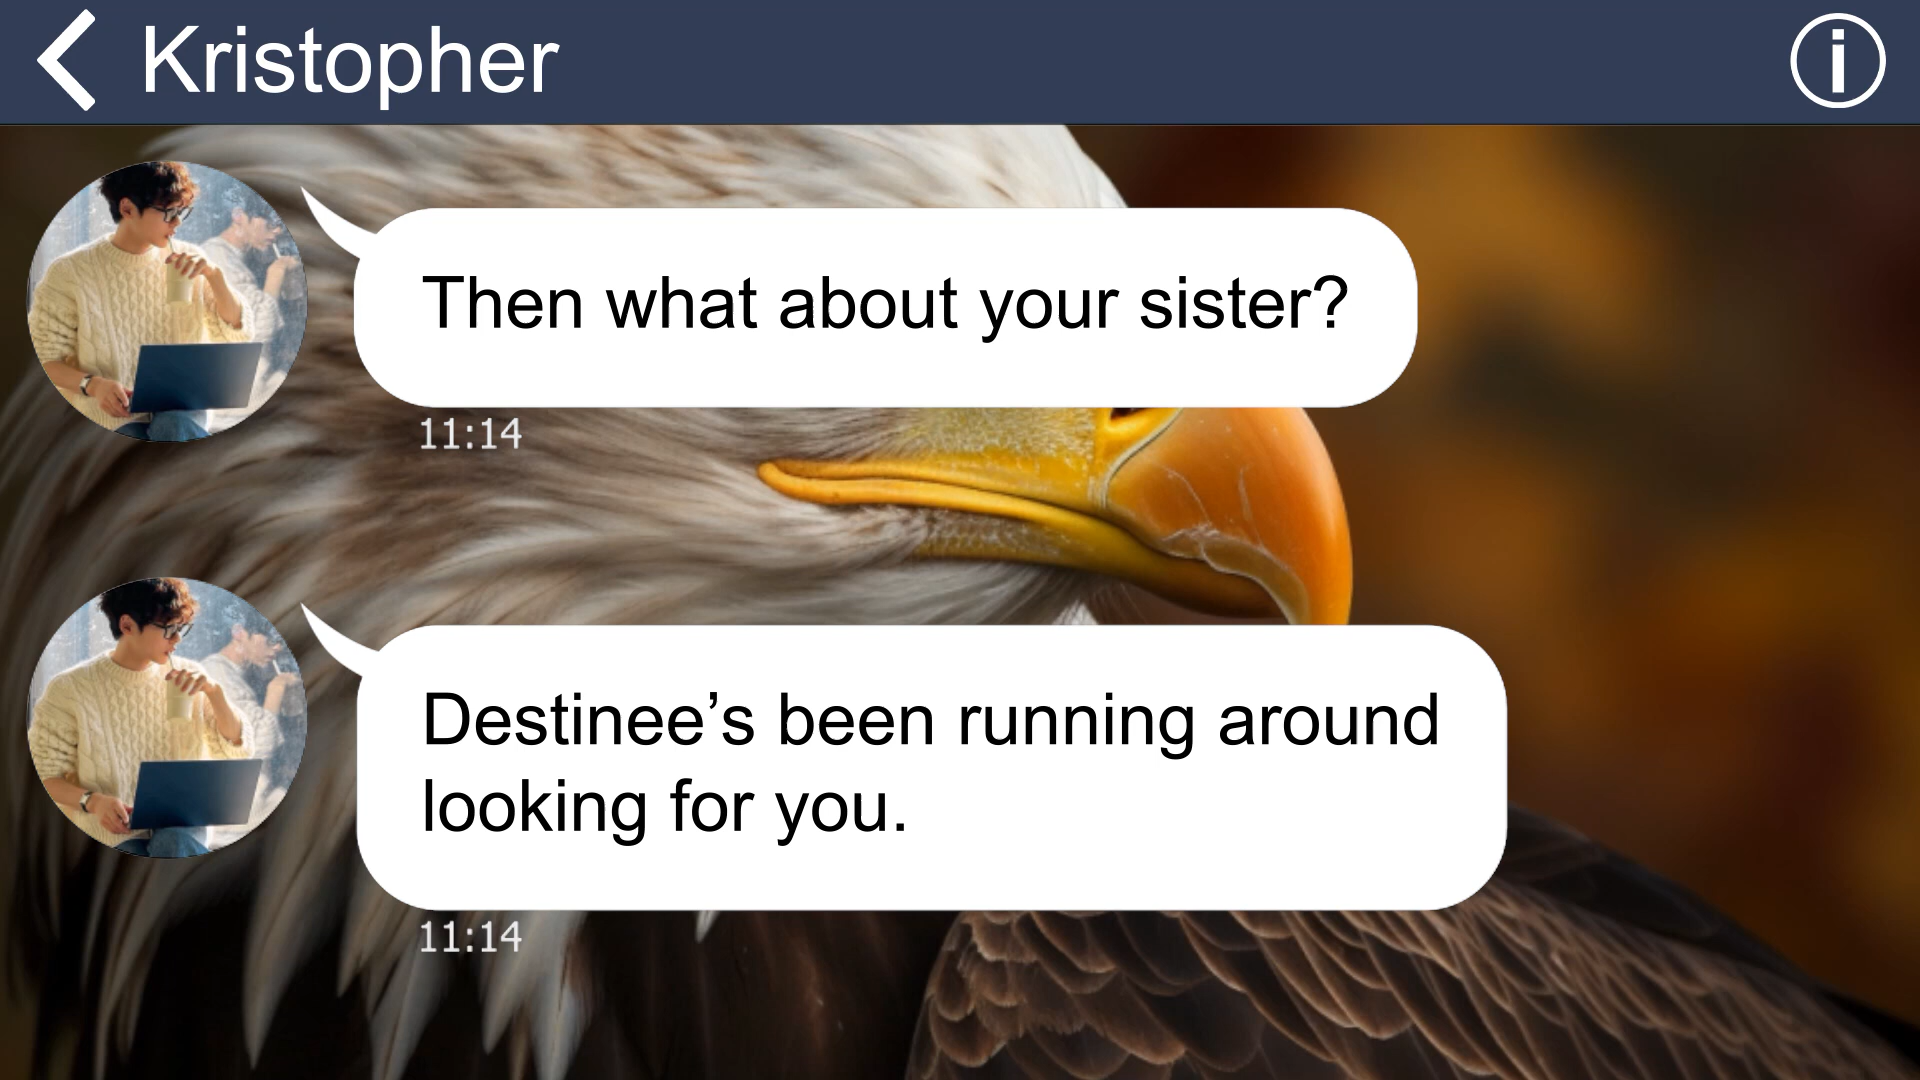 Kristopher
Then what about your sister?
11:14
Destinee’s been running around
looking for you.
11:14